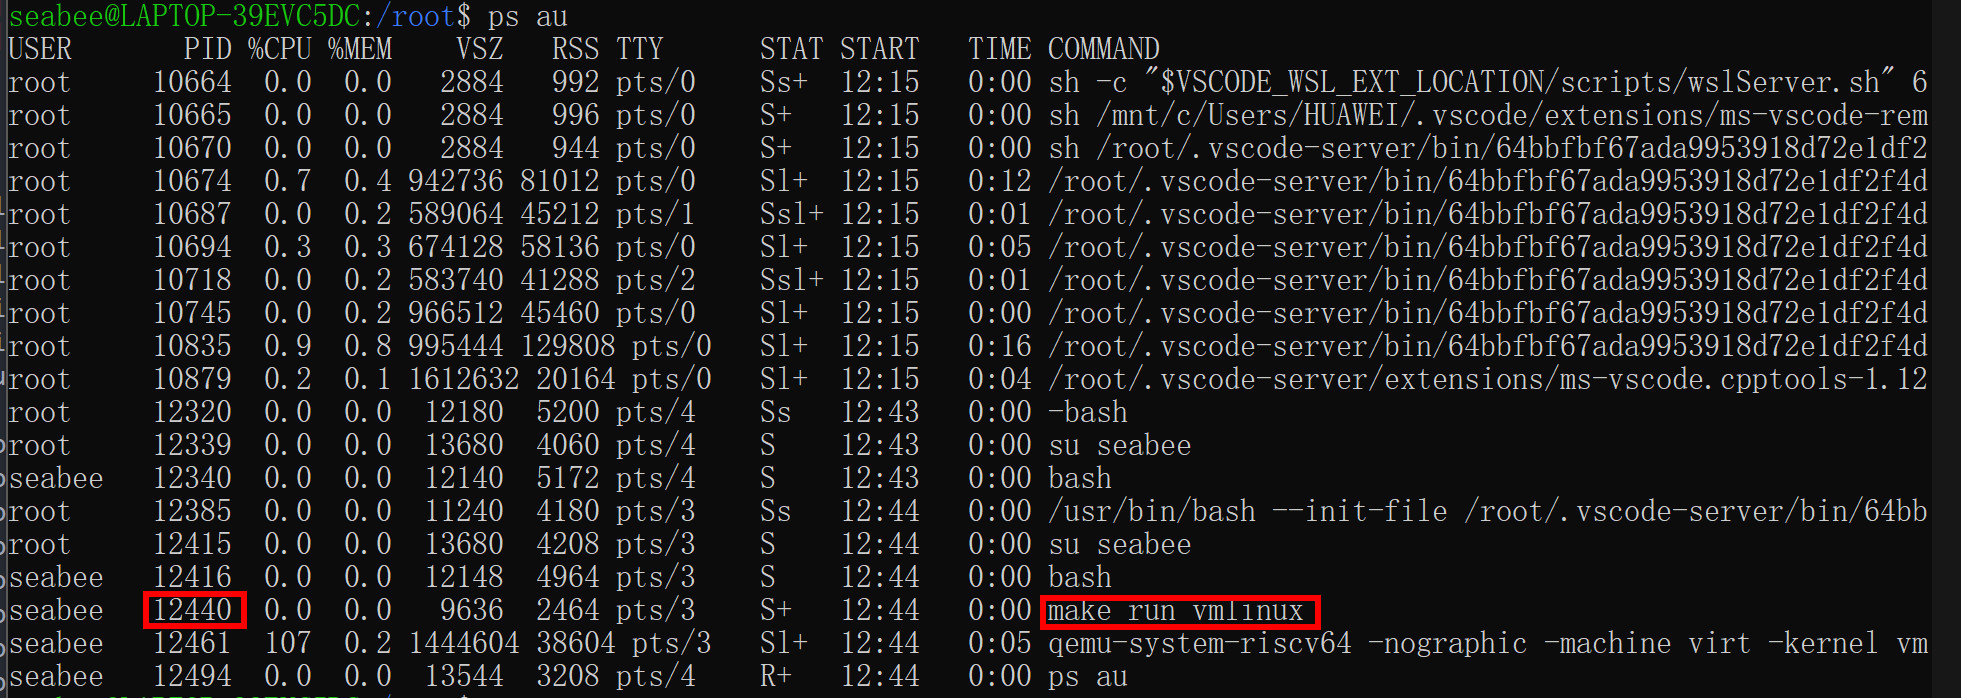 seabee@LAPTOP-39EVC5DC:/root$ ps au
USER       PID %CPU %MEM    VSZ   RSS TTY      STAT START   TIME COMMAND
root     10664  0.0  0.0   2884   992 pts/0    Ss+  12:15   0:00 sh -c "$VSCODE_WSL_EXT_LOCATION/scripts/wslServer.sh" 6
root     10665  0.0  0.0   2884   996 pts/0    S+   12:15   0:00 sh /mnt/c/Users/HUAWEI/.vscode/extensions/ms-vscode-rem
root     10670  0.0  0.0   2884   944 pts/0    S+   12:15   0:00 sh /root/.vscode-server/bin/64bbfbf67ada9953918d72e1df2
root     10674  0.7  0.4 942736 81012 pts/0    Sl+  12:15   0:12 /root/.vscode-server/bin/64bbfbf67ada9953918d72e1df2f4d
root     10687  0.0  0.2 589064 45212 pts/1    Ssl+ 12:15   0:01 /root/.vscode-server/bin/64bbfbf67ada9953918d72e1df2f4d
root     10694  0.3  0.3 674128 58136 pts/0    Sl+  12:15   0:05 /root/.vscode-server/bin/64bbfbf67ada9953918d72e1df2f4d
root     10718  0.0  0.2 583740 41288 pts/2    Ssl+ 12:15   0:01 /root/.vscode-server/bin/64bbfbf67ada9953918d72e1df2f4d
root     10745  0.0  0.2 966512 45460 pts/0    Sl+  12:15   0:00 /root/.vscode-server/bin/64bbfbf67ada9953918d72e1df2f4d
root     10835  0.9  0.8 995444 129808 pts/0   Sl+  12:15   0:16 /root/.vscode-server/bin/64bbfbf67ada9953918d72e1df2f4d
root     10879  0.2  0.1 1612632 20164 pts/0   Sl+  12:15   0:04 /root/.vscode-server/extensions/ms-vscode.cpptools-1.12
root     12320  0.0  0.0  12180  5200 pts/4    Ss   12:43   0:00 -bash
root     12339  0.0  0.0  13680  4060 pts/4    S    12:43   0:00 su seabee
seabee   12340  0.0  0.0  12140  5172 pts/4    S    12:43   0:00 bash
root     12385  0.0  0.0  11240  4180 pts/3    Ss   12:44   0:00 /usr/bin/bash --init-file /root/.vscode-server/bin/64bb
root     12415  0.0  0.0  13680  4208 pts/3    S    12:44   0:00 su seabee
seabee   12416  0.0  0.0  12148  4964 pts/3    S    12:44   0:00 bash
seabee   12440  0.0  0.0   9636  2464 pts/3    S+   12:44   0:00 make run vmlinux
seabee   12461  107  0.2 1444604 38604 pts/3   Sl+  12:44   0:05 qemu-system-riscv64 -nographic -machine virt -kernel vm
seabee   12494  0.0  0.0  13544  3208 pts/4    R+   12:44   0:00 ps au